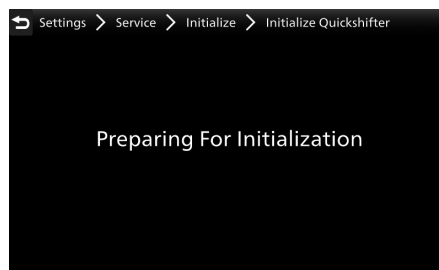 Settings > Service > Initialize > Initialize Quickshifter
Preparing For Initialization